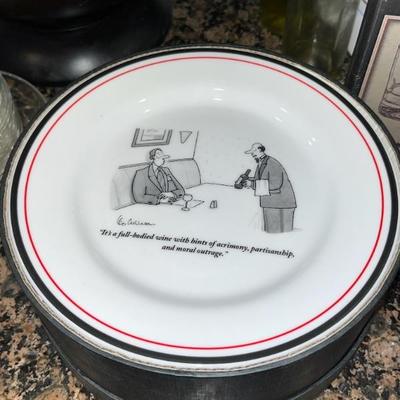 "It's a full-bodied wine with hints of acrimony, partisanship,
and moral outrage."